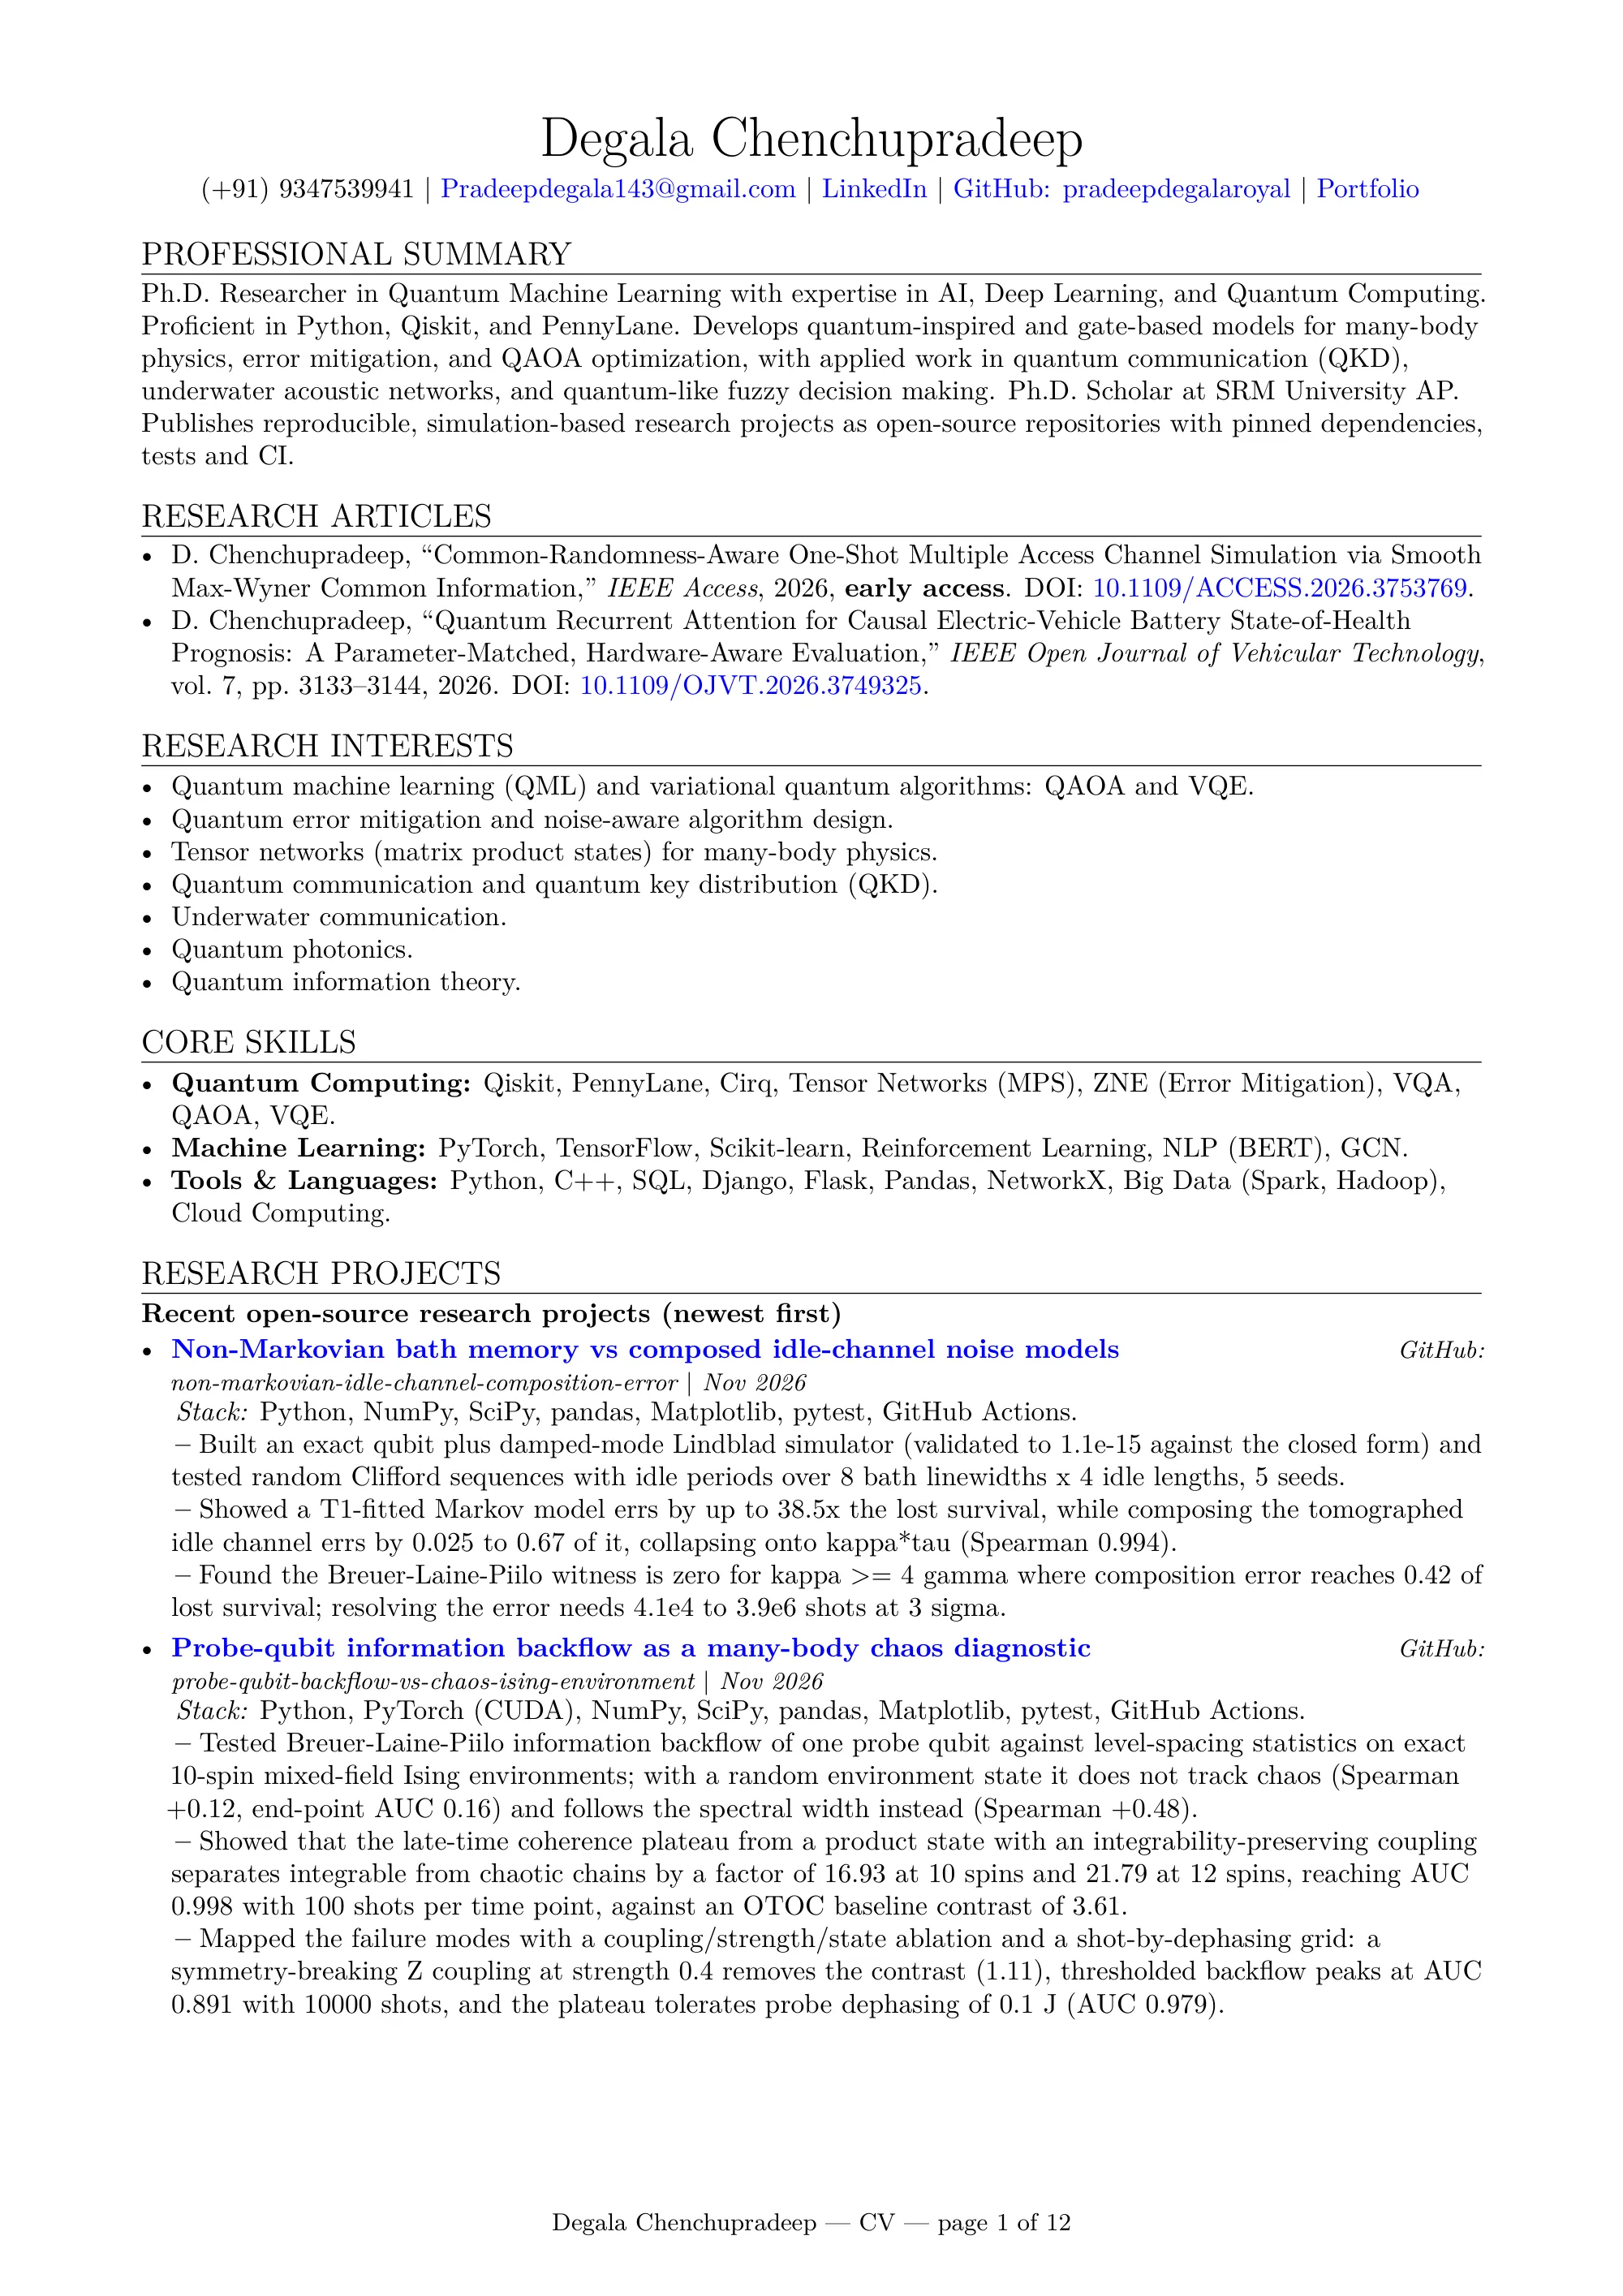 Degala Chenchupradeep
(+91) 9347539941 | Pradeepdegala143@gmail.com | LinkedIn | GitHub: pradeepdegalaroyal | Portfolio
PROFESSIONAL SUMMARY
Ph.D. Researcher in Quantum Machine Learning with expertise in AI, Deep Learning, and Quantum Computing.
Proficient in Python, Qiskit, and PennyLane. Develops quantum-inspired and gate-based models for many-body
physics, error mitigation, and QAOA optimization, with applied work in quantum communication (QKD),
underwater acoustic networks, and quantum-like fuzzy decision making. Ph.D. Scholar at SRM University AP.
Publishes reproducible, simulation-based research projects as open-source repositories with pinned dependencies,
tests and CI.
RESEARCH ARTICLES
• D. Chenchupradeep, “Common-Randomness-Aware One-Shot Multiple Access Channel Simulation via Smooth
Max-Wyner Common Information,” IEEE Access, 2026, early access. DOI: 10.1109/ACCESS.2026.3753769.
• D. Chenchupradeep, “Quantum Recurrent Attention for Causal Electric-Vehicle Battery State-of-Health
Prognosis: A Parameter-Matched, Hardware-Aware Evaluation,” IEEE Open Journal of Vehicular Technology,
vol. 7, pp. 3133–3144, 2026. DOI: 10.1109/OJVT.2026.3749325.
RESEARCH INTERESTS
• Quantum machine learning (QML) and variational quantum algorithms: QAOA and VQE.
• Quantum error mitigation and noise-aware algorithm design.
• Tensor networks (matrix product states) for many-body physics.
• Quantum communication and quantum key distribution (QKD).
• Underwater communication.
• Quantum photonics.
• Quantum information theory.
CORE SKILLS
• Quantum Computing: Qiskit, PennyLane, Cirq, Tensor Networks (MPS), ZNE (Error Mitigation), VQA,
QAOA, VQE.
• Machine Learning: PyTorch, TensorFlow, Scikit-learn, Reinforcement Learning, NLP (BERT), GCN.
• Tools & Languages: Python, C++, SQL, Django, Flask, Pandas, NetworkX, Big Data (Spark, Hadoop),
Cloud Computing.
RESEARCH PROJECTS
Recent open-source research projects (newest first)
• Non-Markovian bath memory vs composed idle-channel noise models GitHub:
non-markovian-idle-channel-composition-error | Nov 2026
Stack: Python, NumPy, SciPy, pandas, Matplotlib, pytest, GitHub Actions.
– Built an exact qubit plus damped-mode Lindblad simulator (validated to 1.1e-15 against the closed form) and
tested random Clifford sequences with idle periods over 8 bath linewidths x 4 idle lengths, 5 seeds.
– Showed a T1-fitted Markov model errs by up to 38.5x the lost survival, while composing the tomographed
idle channel errs by 0.025 to 0.67 of it, collapsing onto kappa*tau (Spearman 0.994).
– Found the Breuer-Laine-Piilo witness is zero for kappa >= 4 gamma where composition error reaches 0.42 of
lost survival; resolving the error needs 4.1e4 to 3.9e6 shots at 3 sigma.
• Probe-qubit information backflow as a many-body chaos diagnostic GitHub:
probe-qubit-backflow-vs-chaos-ising-environment | Nov 2026
Stack: Python, PyTorch (CUDA), NumPy, SciPy, pandas, Matplotlib, pytest, GitHub Actions.
– Tested Breuer-Laine-Piilo information backflow of one probe qubit against level-spacing statistics on exact
10-spin mixed-field Ising environments; with a random environment state it does not track chaos (Spearman
+0.12, end-point AUC 0.16) and follows the spectral width instead (Spearman +0.48).
– Showed that the late-time coherence plateau from a product state with an integrability-preserving coupling
separates integrable from chaotic chains by a factor of 16.93 at 10 spins and 21.79 at 12 spins, reaching AUC
0.998 with 100 shots per time point, against an OTOC baseline contrast of 3.61.
– Mapped the failure modes with a coupling/strength/state ablation and a shot-by-dephasing grid: a
symmetry-breaking Z coupling at strength 0.4 removes the contrast (1.11), thresholded backflow peaks at AUC
0.891 with 10000 shots, and the plateau tolerates probe dephasing of 0.1 J (AUC 0.979).
Degala Chenchupradeep — CV — page 1 of 12